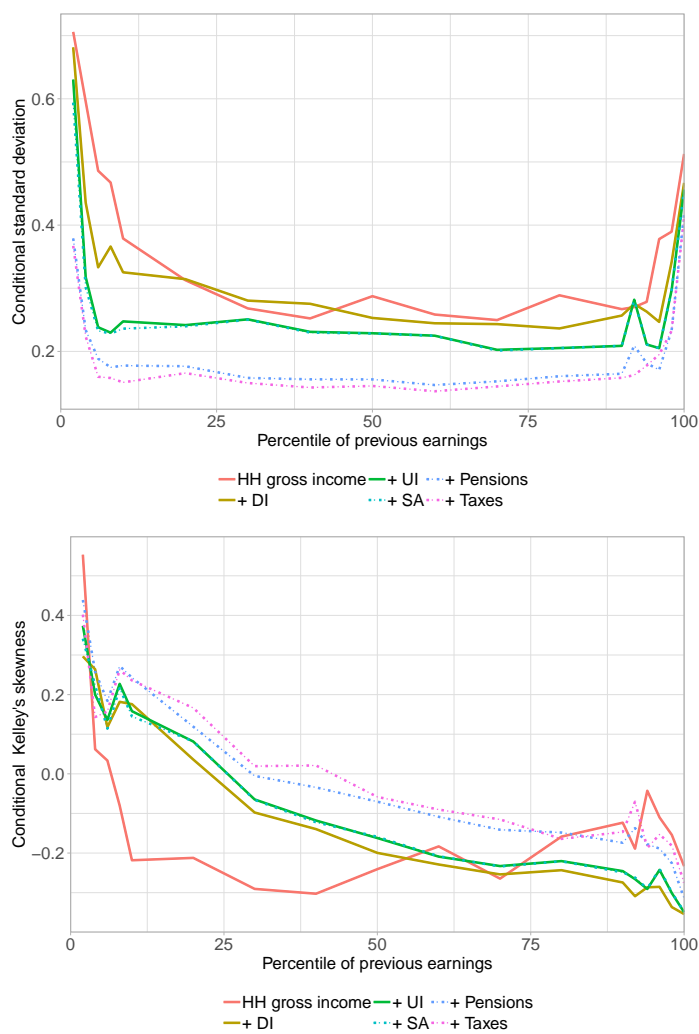 Conditional standard deviation
0.6
0.4
0.2
0 25 50 75 100
Percentile of previous earnings
HH gross income + UI + Pensions
+ DI + SA + Taxes
Conditional Kelley's skewness
0.4
0.2
0.0
−0.2
0 25 50 75 100
Percentile of previous earnings
HH gross income + UI + Pensions
+ DI + SA + Taxes